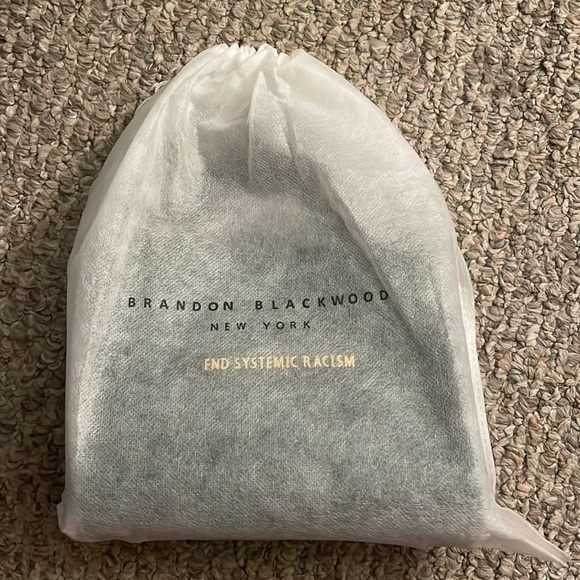 BRANDON BLACKWOOD
NEW YORK
END SYSTEMIC RACISM